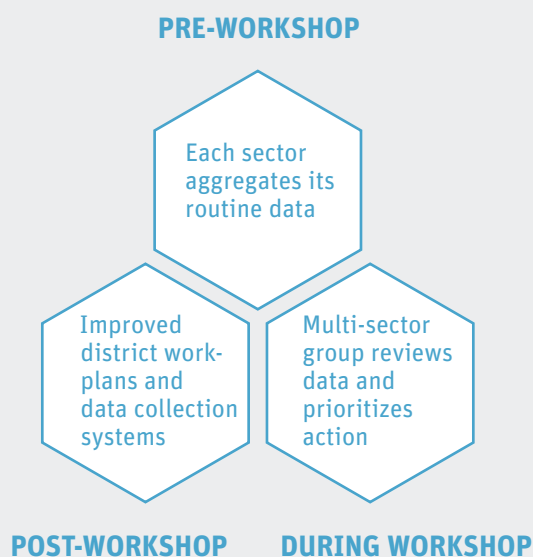 PRE-WORKSHOP
Each sector
aggregates its
routine data
Improved
district work-
plans and
data collection
systems
Multi-sector
group reviews
data and
prioritizes
action
POST-WORKSHOP
DURING WORKSHOP